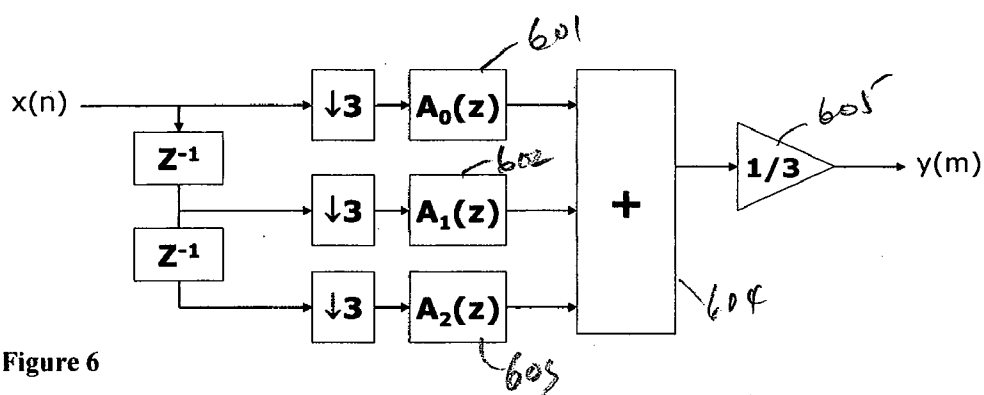 601
x(n)
↓3
A₀(z)
605
Z⁻¹
602
1/3
y(m)
↓3
A₁(z)
+
Z⁻¹
↓3
A₂(z)
604
Figure 6
603